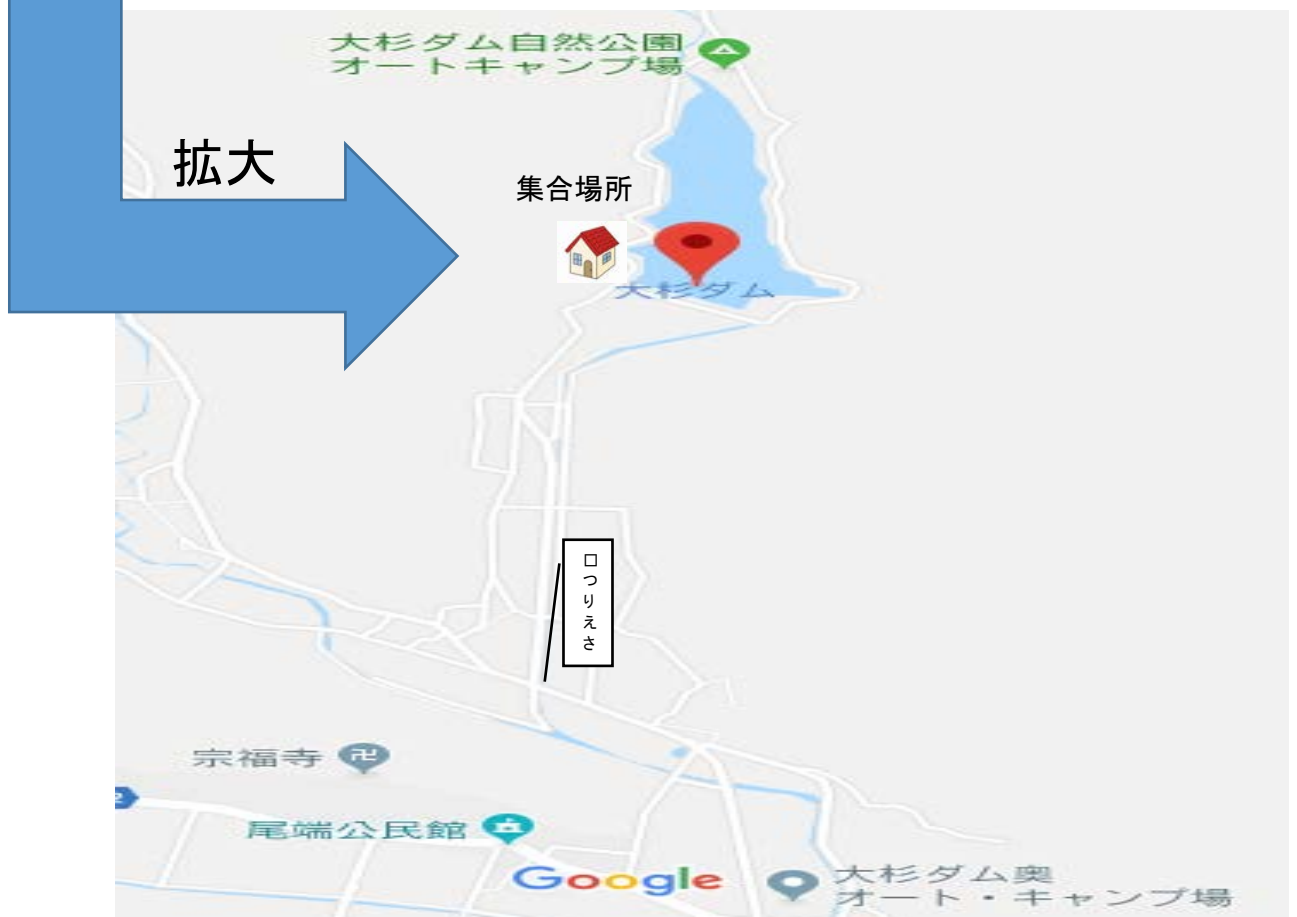 大杉ダム自然公園
オートキャンプ場
拡大
集合場所
大杉ダム
口つりえさ
宗福寺
2
尾端公民館
Google
大杉ダム奥
オート・キャンプ場